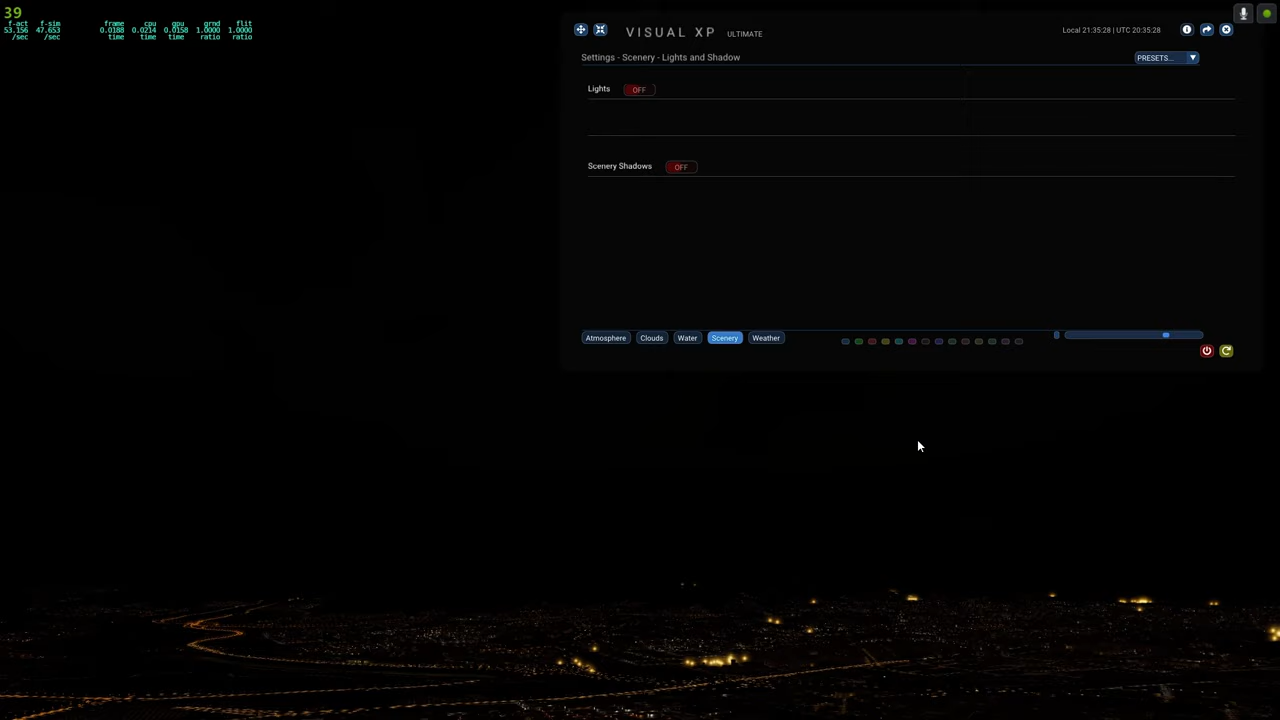 39
f-act f-sim frame cpu gpu grnd flit
53.156 47.653 0.0188 0.0214 0.0158 1.0000 1.0000
/sec /sec time time time ratio ratio
VISUAL XP ULTIMATE
Local 21:35:28 | UTC 20:35:28
Settings - Scenery - Lights and Shadow
PRESETS...
Lights OFF
Scenery Shadows OFF
Atmosphere Clouds Water Scenery Weather